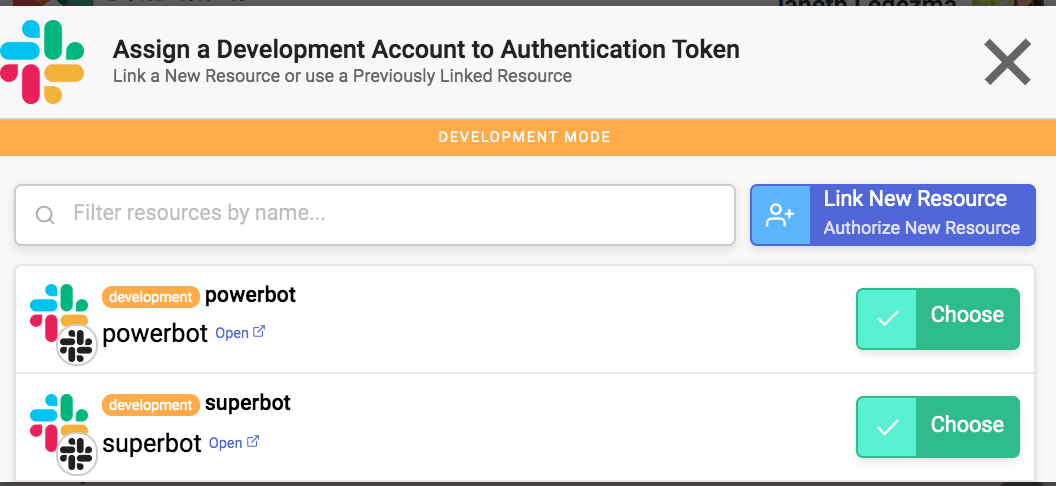 Assign a Development Account to Authentication Token
Link a New Resource or use a Previously Linked Resource
DEVELOPMENT MODE
Filter resources by name...
Link New Resource
Authorize New Resource
development powerbot
powerbot Open
Choose
development superbot
superbot Open
Choose